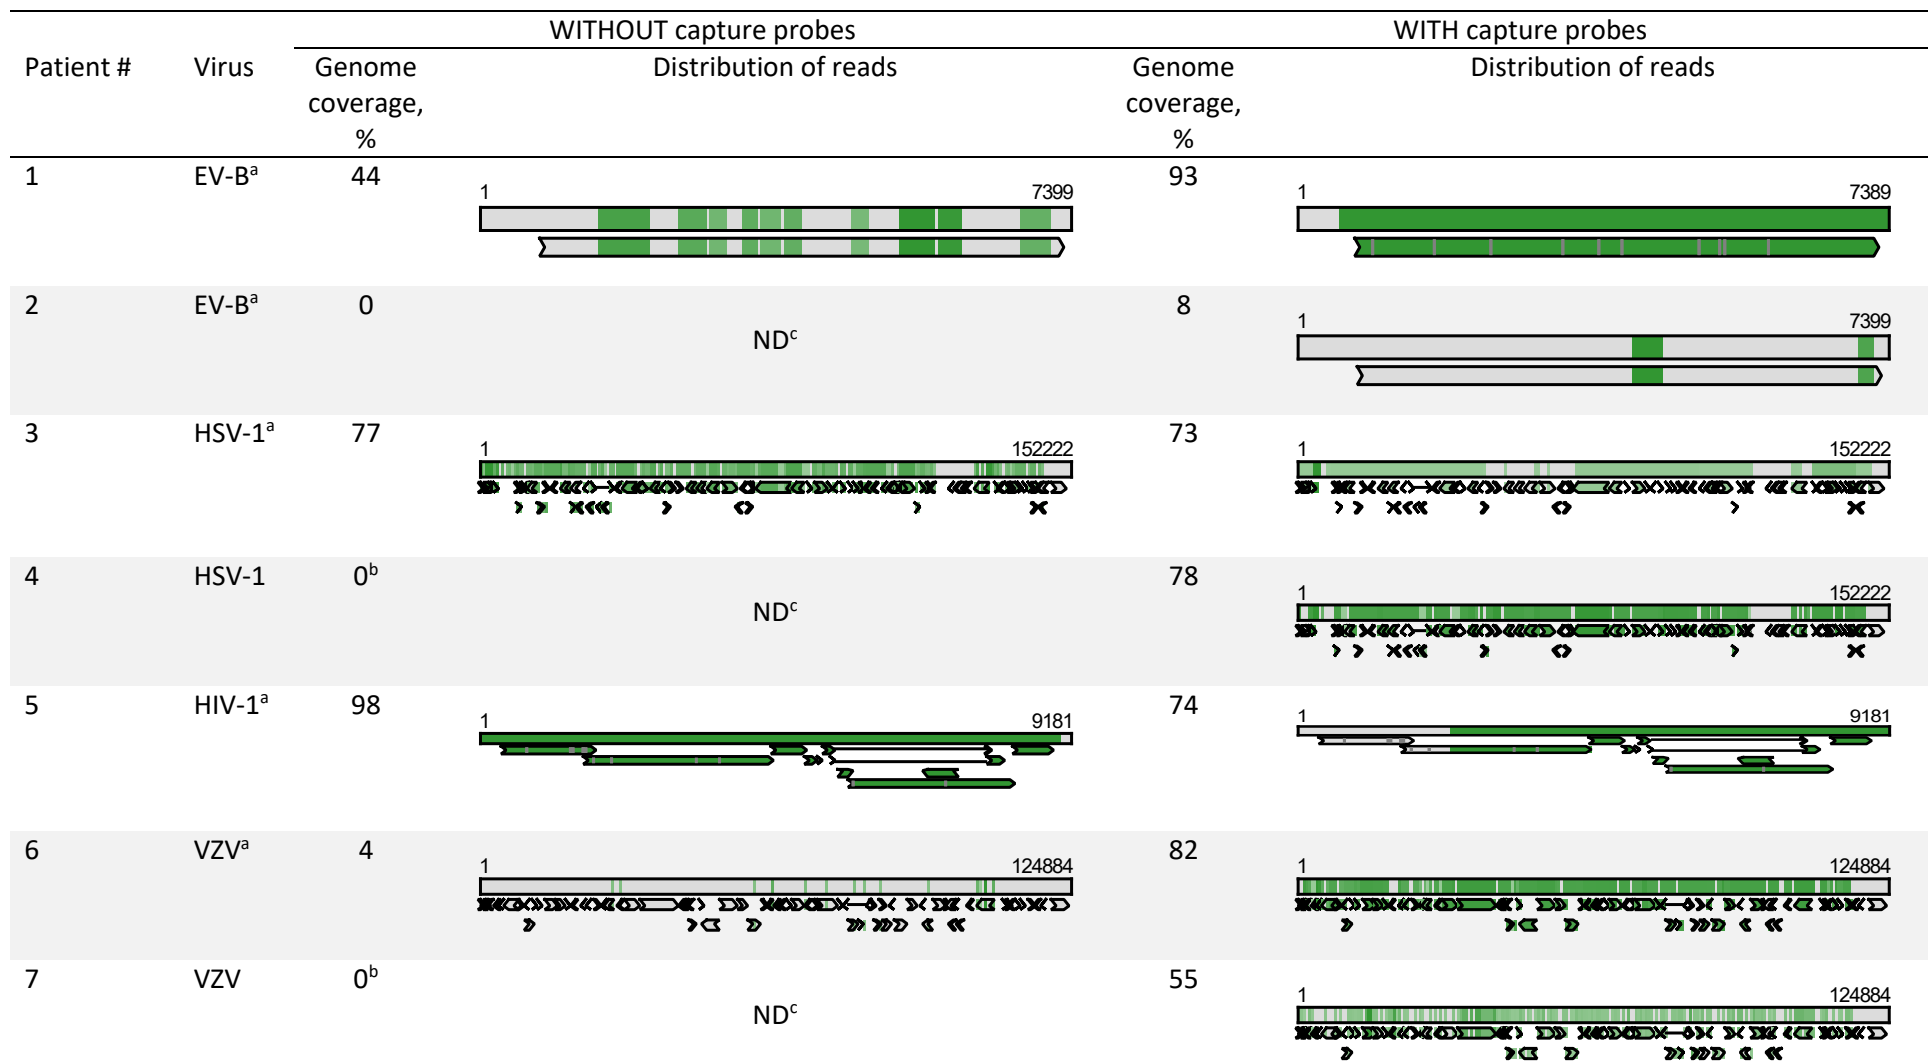 WITHOUT capture probes WITH capture probes
Patient # Virus Genome Distribution of reads Genome Distribution of reads
coverage, coverage,
% %
1 EV-Bᵃ 44 93
1 7399 1 7389
2 EV-Bᵃ 0 8
NDᶜ 1 7399
3 HSV-1ᵃ 77 73
1 152222 1 152222
4 HSV-1 0ᵇ 78
NDᶜ 1 152222
5 HIV-1ᵃ 98 74
1 9181 1 9181
6 VZVᵃ 4 82
1 124884 1 124884
7 VZV 0ᵇ 55
NDᶜ 1 124884